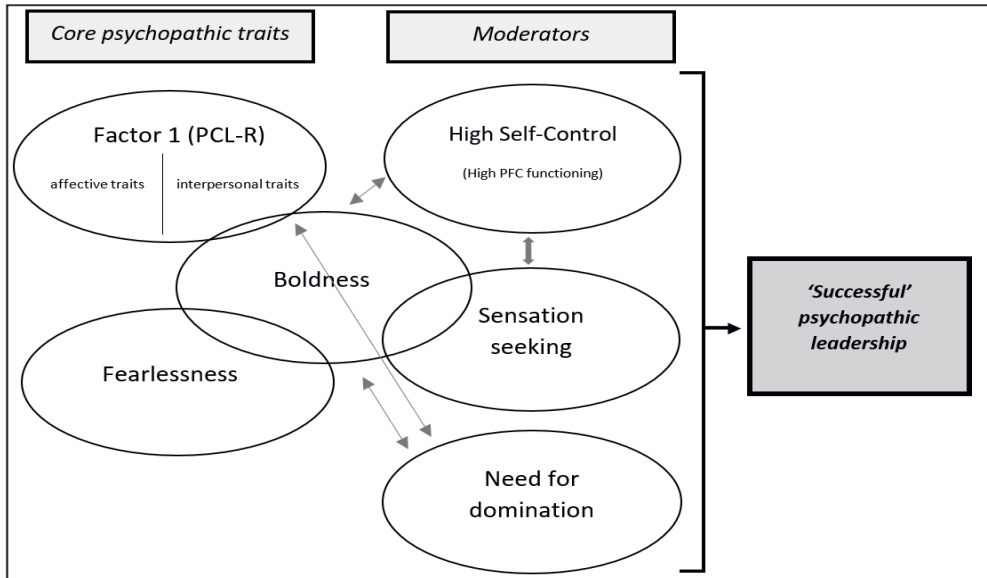 Core psychopathic traits
Moderators
Factor 1 (PCL-R)
affective traits
interpersonal traits
High Self-Control
(High PFC functioning)
Boldness
Sensation
seeking
Fearlessness
Need for
domination
‘Successful’
psychopathic
leadership